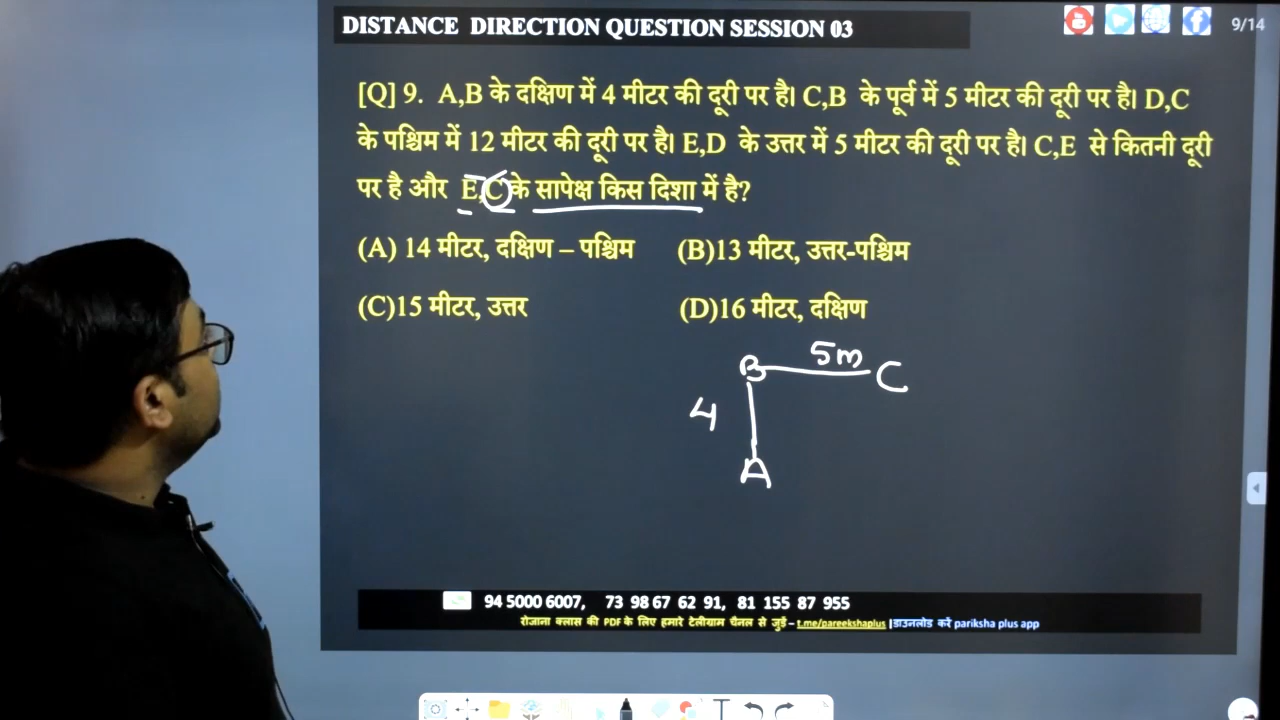 DISTANCE DIRECTION QUESTION SESSION 03
9/14
[Q] 9. A,B के दक्षिण में 4 मीटर की दूरी पर है। C,B के पूर्व में 5 मीटर की दूरी पर है। D,C
के पश्चिम में 12 मीटर की दूरी पर है। E,D के उत्तर में 5 मीटर की दूरी पर है। C,E से कितनी दूरी
पर है और E,C के सापेक्ष किस दिशा में है?
(A) 14 मीटर, दक्षिण – पश्चिम (B)13 मीटर, उत्तर-पश्चिम
(C)15 मीटर, उत्तर (D)16 मीटर, दक्षिण
5m
B C
4
A
94 5000 6007, 73 98 67 62 91, 81 155 87 955
रोजाना क्लास की PDF के लिए हमारे टेलीग्राम चैनल से जुड़ें – t.me/pareekshaplus |डाउनलोड करें pariksha plus app